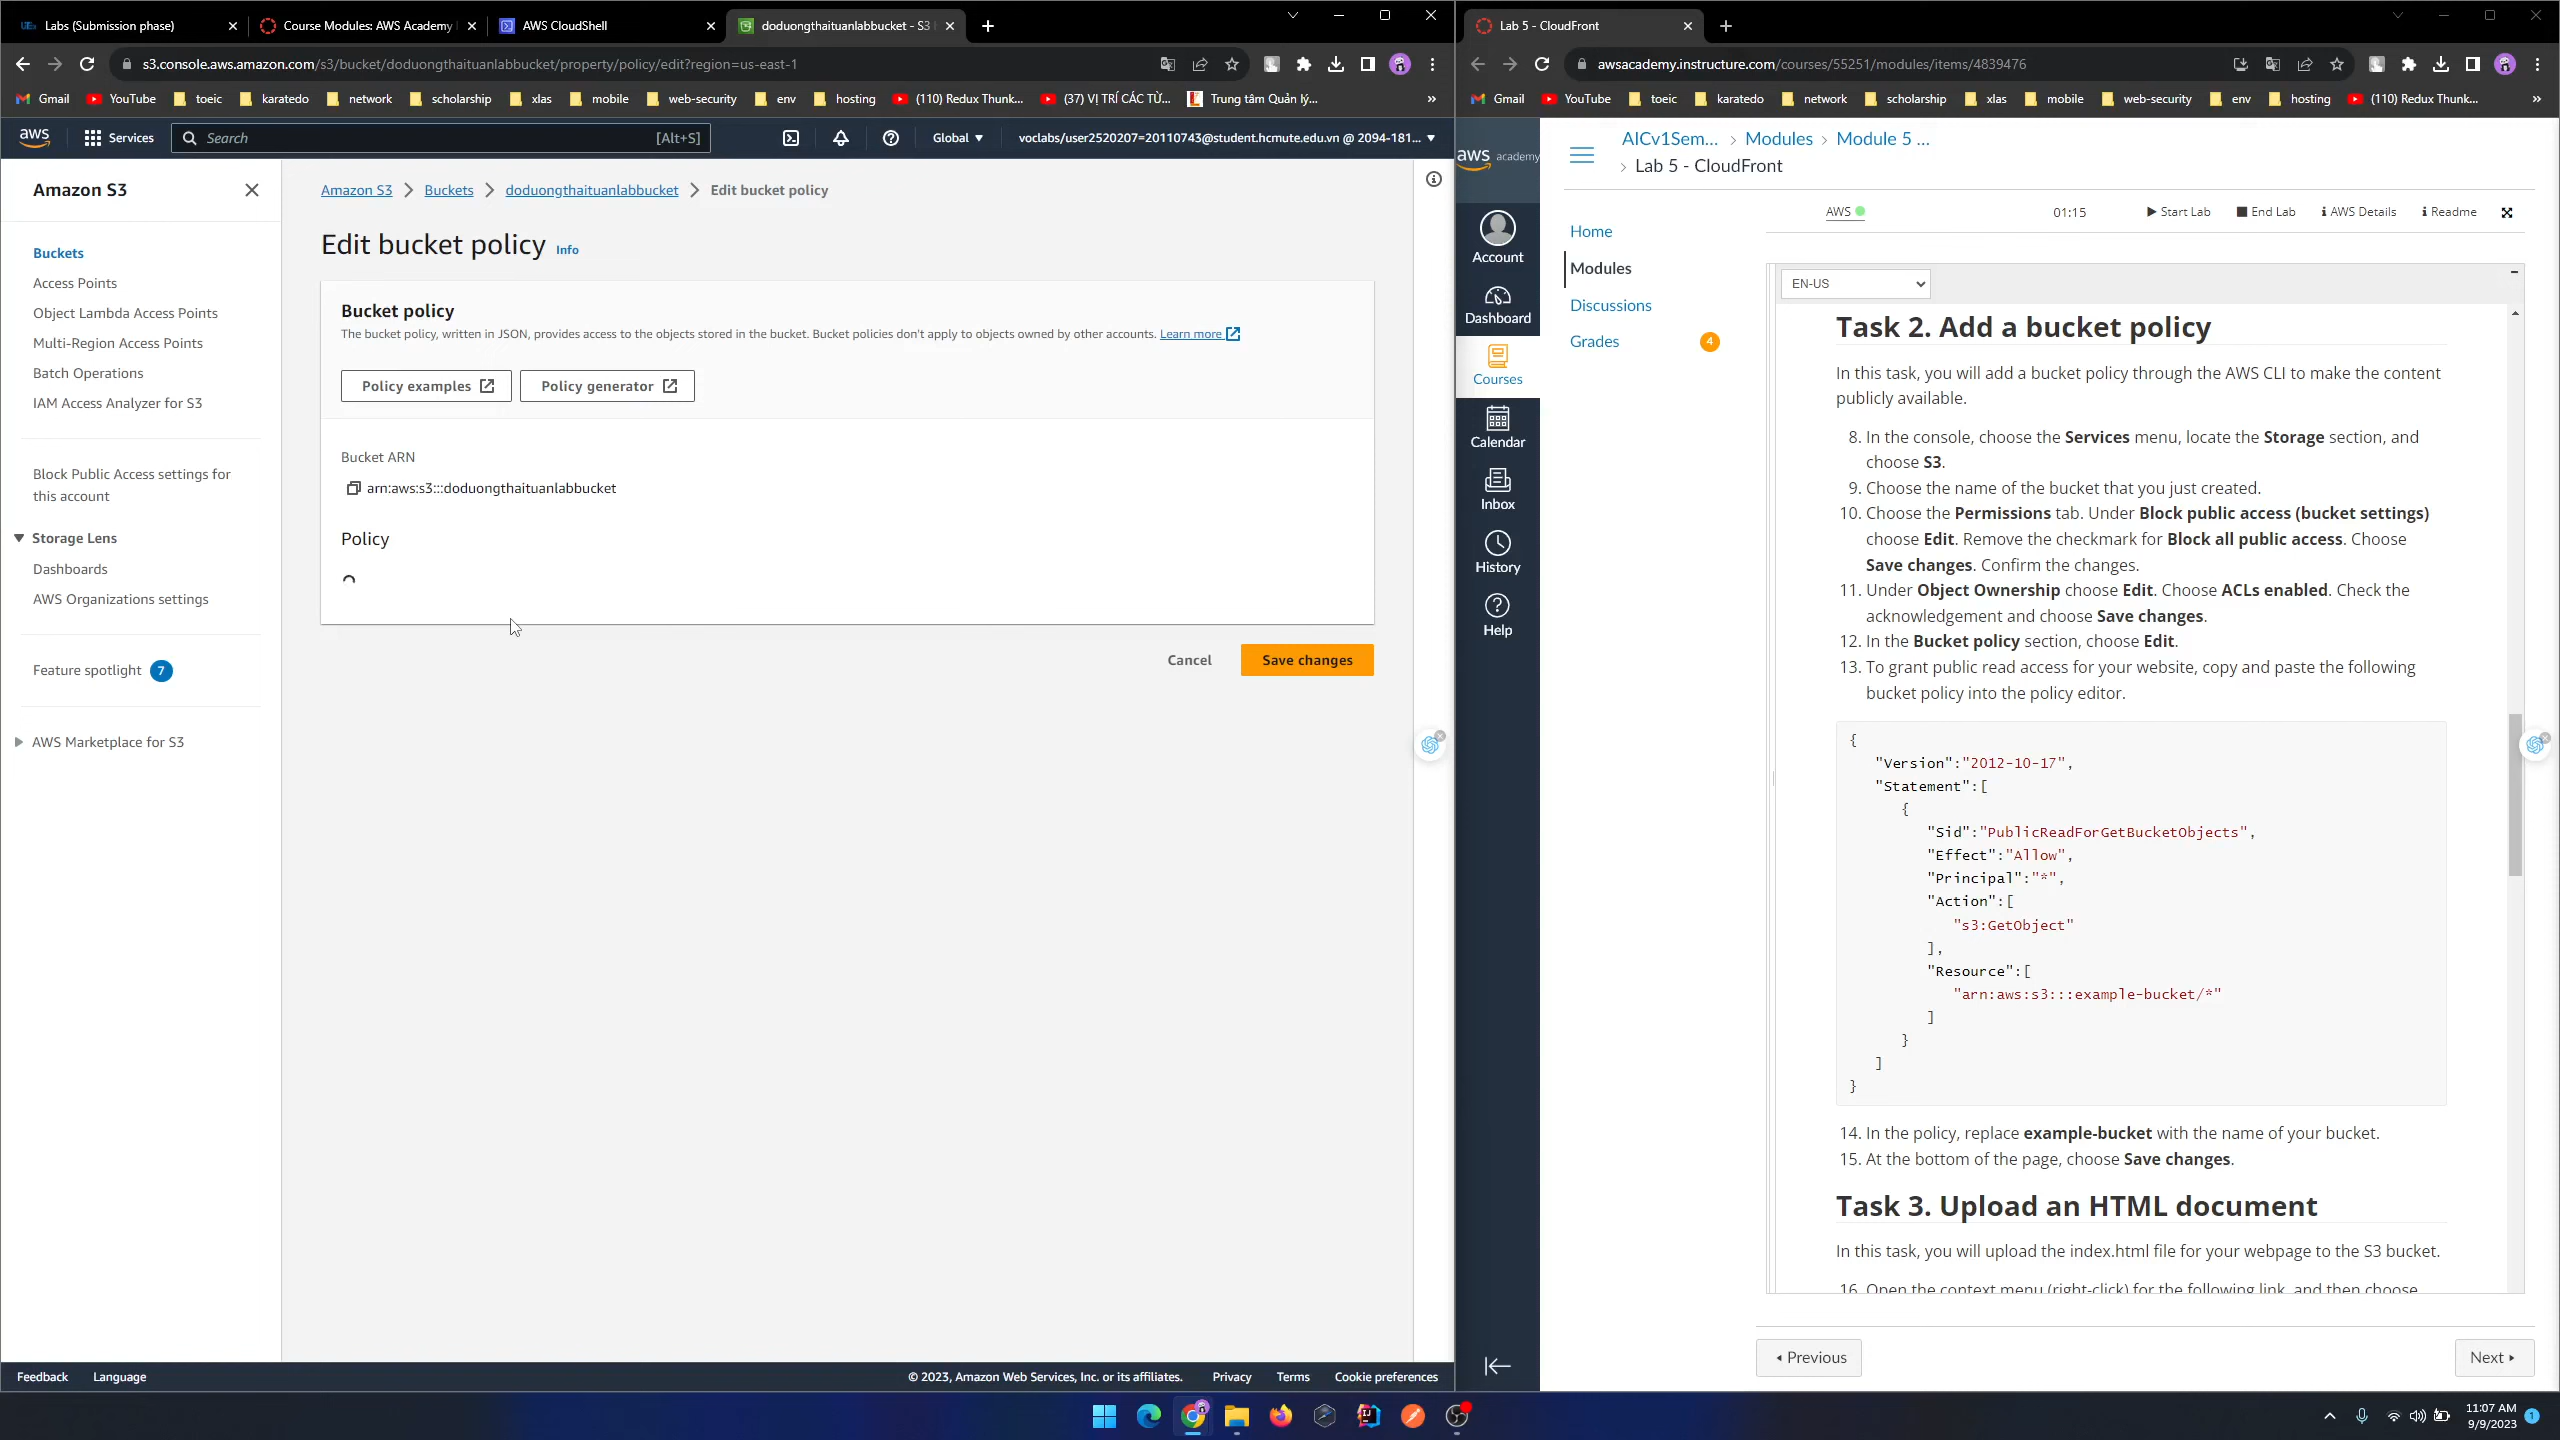 Labs (Submission phase)
Course Modules: AWS Academy
AWS CloudShell
doduongthaituanlabbucket - S3
s3.console.aws.amazon.com/s3/bucket/doduongthaituanlabbucket/property/policy/edit?region=us-east-1
Gmail YouTube toeic karatedo network scholarship xlas mobile web-security env hosting (110) Redux Thunk... (37) VỊ TRÍ CÁC TỪ... Trung tâm Quản lý... »
aws Services Search [Alt+S] Global voclabs/user2520207=20110743@student.hcmute.edu.vn @ 2094-181...
Amazon S3
Buckets
Access Points
Object Lambda Access Points
Multi-Region Access Points
Batch Operations
IAM Access Analyzer for S3
Block Public Access settings for
this account
Storage Lens
Dashboards
AWS Organizations settings
Feature spotlight 7
AWS Marketplace for S3
Amazon S3 > Buckets > doduongthaituanlabbucket > Edit bucket policy
Edit bucket policy Info
Bucket policy
The bucket policy, written in JSON, provides access to the objects stored in the bucket. Bucket policies don't apply to objects owned by other accounts. Learn more
Policy examples
Policy generator
Bucket ARN
arn:aws:s3:::doduongthaituanlabbucket
Policy
Cancel
Save changes
Feedback Language © 2023, Amazon Web Services, Inc. or its affiliates. Privacy Terms Cookie preferences
Lab 5 - CloudFront
awsacademy.instructure.com/courses/55251/modules/items/4839476
Gmail YouTube toeic karatedo network scholarship xlas mobile web-security env hosting (110) Redux Thunk... »
aws academy
Account
Dashboard
Courses
Calendar
Inbox
History
Help
AICv1Sem... > Modules > Module 5 ...
> Lab 5 - CloudFront
Home
Modules
Discussions
Grades 4
AWS 01:15 Start Lab End Lab AWS Details Readme
EN-US
Task 2. Add a bucket policy
In this task, you will add a bucket policy through the AWS CLI to make the content
publicly available.
8. In the console, choose the Services menu, locate the Storage section, and
choose S3.
9. Choose the name of the bucket that you just created.
10. Choose the Permissions tab. Under Block public access (bucket settings)
choose Edit. Remove the checkmark for Block all public access. Choose
Save changes. Confirm the changes.
11. Under Object Ownership choose Edit. Choose ACLs enabled. Check the
acknowledgement and choose Save changes.
12. In the Bucket policy section, choose Edit.
13. To grant public read access for your website, copy and paste the following
bucket policy into the policy editor.
{
"Version":"2012-10-17",
"Statement":[
{
"Sid":"PublicReadForGetBucketObjects",
"Effect":"Allow",
"Principal":"*",
"Action":[
"s3:GetObject"
],
"Resource":[
"arn:aws:s3:::example-bucket/*"
]
}
]
}
14. In the policy, replace example-bucket with the name of your bucket.
15. At the bottom of the page, choose Save changes.
Task 3. Upload an HTML document
In this task, you will upload the index.html file for your webpage to the S3 bucket.
16. Open the context menu (right-click) for the following link, and then choose
Previous
Next
11:07 AM
9/9/2023
1